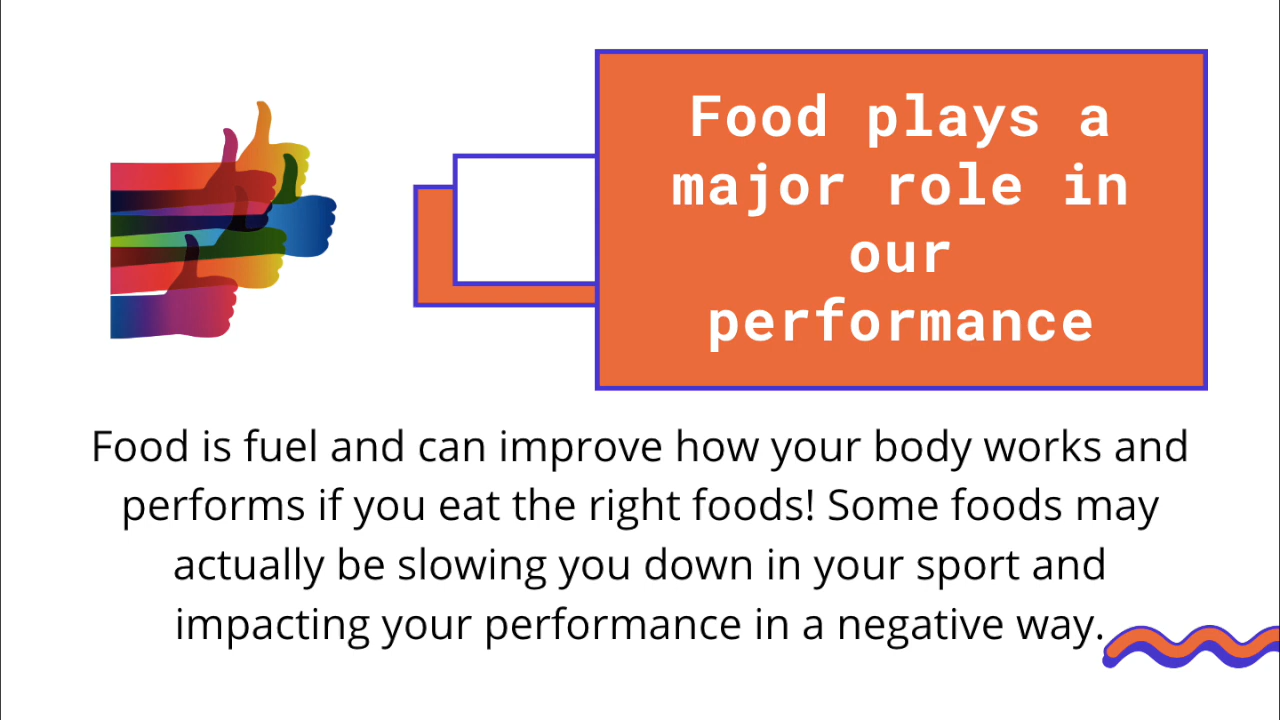 Food plays a
major role in
our
performance
Food is fuel and can improve how your body works and
performs if you eat the right foods! Some foods may
actually be slowing you down in your sport and
impacting your performance in a negative way.